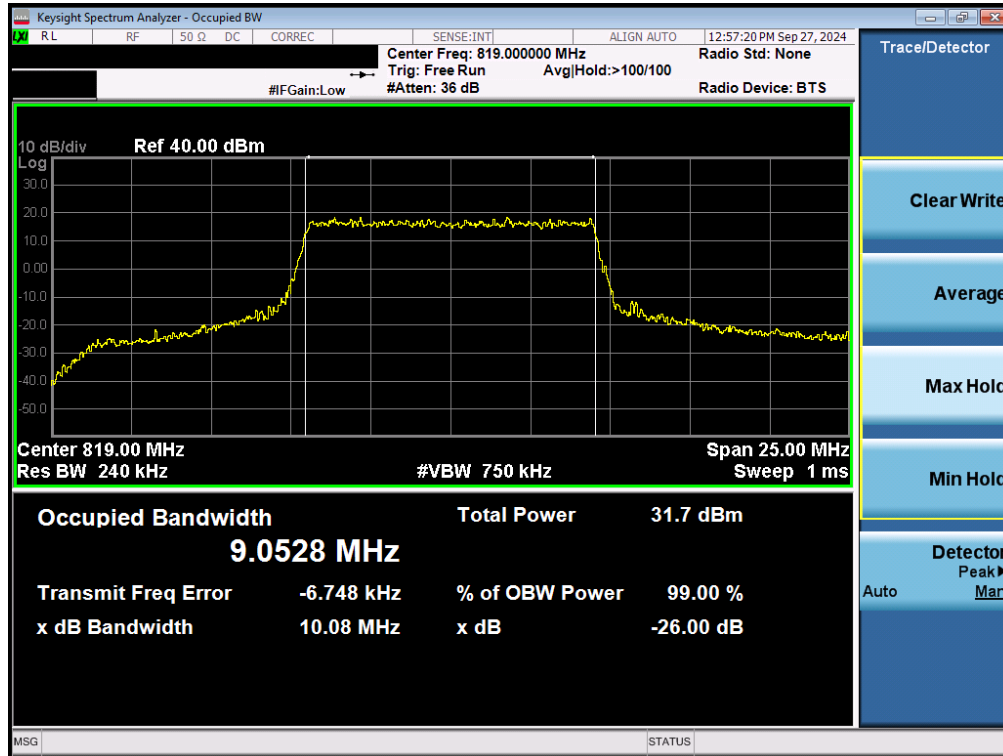 Keysight Spectrum Analyzer - Occupied BW
LXI RL RF 50 Ω DC CORREC SENSE:INT ALIGN AUTO 12:57:20 PM Sep 27, 2024
Center Freq: 819.000000 MHz Radio Std: None
Trig: Free Run Avg|Hold:>100/100
#IFGain:Low #Atten: 36 dB Radio Device: BTS
10 dB/div Ref 40.00 dBm
Log
30.0
20.0
10.0
0.00
-10.0
-20.0
-30.0
-40.0
-50.0
Center 819.00 MHz Span 25.00 MHz
Res BW 240 kHz #VBW 750 kHz Sweep 1 ms
Occupied Bandwidth Total Power 31.7 dBm
9.0528 MHz
Transmit Freq Error -6.748 kHz % of OBW Power 99.00 %
x dB Bandwidth 10.08 MHz x dB -26.00 dB
MSG STATUS
Trace/Detector
Clear Write
Average
Max Hold
Min Hold
Detector
Peak▶
Auto Man